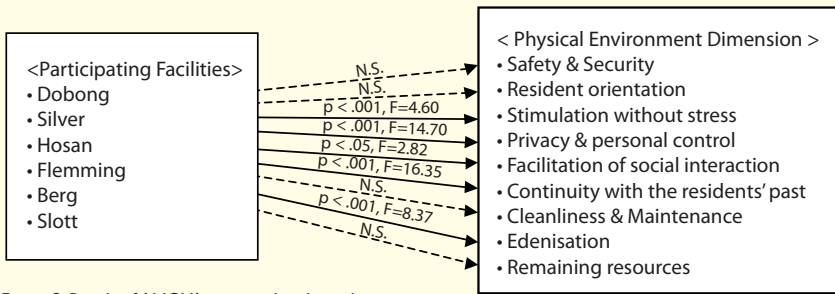 <Participating Facilities>
• Dobong
• Silver
• Hosan
• Flemming
• Berg
• Slott
N.S.
N.S.
p < .001, F=4.60
p < .001, F=14.70
p < .05, F=2.82
p < .001, F=16.35
N.S.
p < .001, F=8.37
N.S.
< Physical Environment Dimension >
• Safety & Security
• Resident orientation
• Stimulation without stress
• Privacy & personal control
• Facilitation of social interaction
• Continuity with the residents' past
• Cleanliness & Maintenance
• Edenisation
• Remaining resources